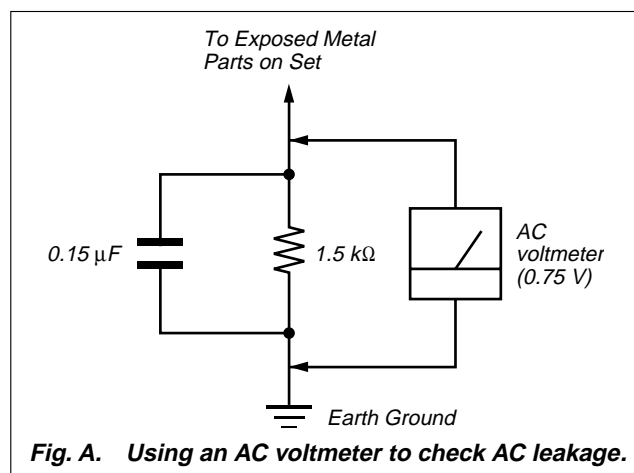 To Exposed Metal
Parts on Set
0.15 µF
1.5 kΩ
AC
voltmeter
(0.75 V)
Earth Ground
Fig. A. Using an AC voltmeter to check AC leakage.